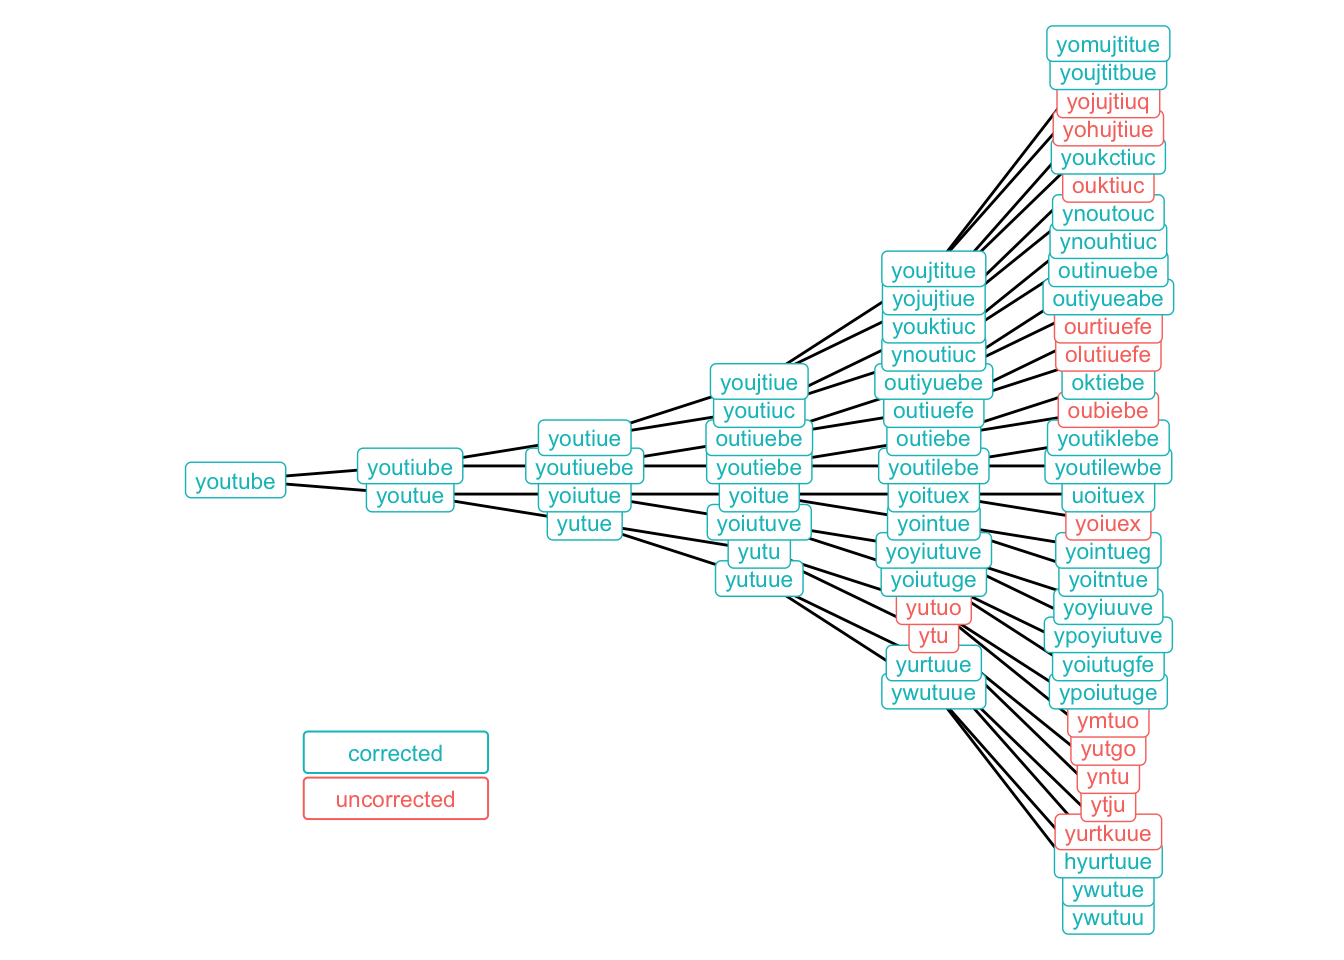 yomujtitue
youjtitbue
yojujtiuq
yohujtiue
youkctiuc
ouktiuc
ynoutouc
ynouhtiuc
youjtitue outinuebe
yojujtiue outiyueabe
youktiuc ourtiuefe
ynoutiuc olutiuefe
youjtiue outiyuebe oktiebe
youtiuc outiuefe oubiebe
youtiue outiuebe outiebe youtiklebe
youtube youtiube youtiuebe youtiebe youtilebe youtilewbe
youtue yoiutue yoitue yoituex uoituex
yutue yoiutuve yointue yoiuex
yutu yoyiutuve yointueg
yutuue yoiutuge yoitntue
yutuo yoyiuuve
ytu ypoyiutuve
yurtuue yoiutugfe
ywutuue ypoiutuge
ymtuo
corrected yutgo
yntu
uncorrected ytju
yurtkuue
hyurtuue
ywutue
ywutuu